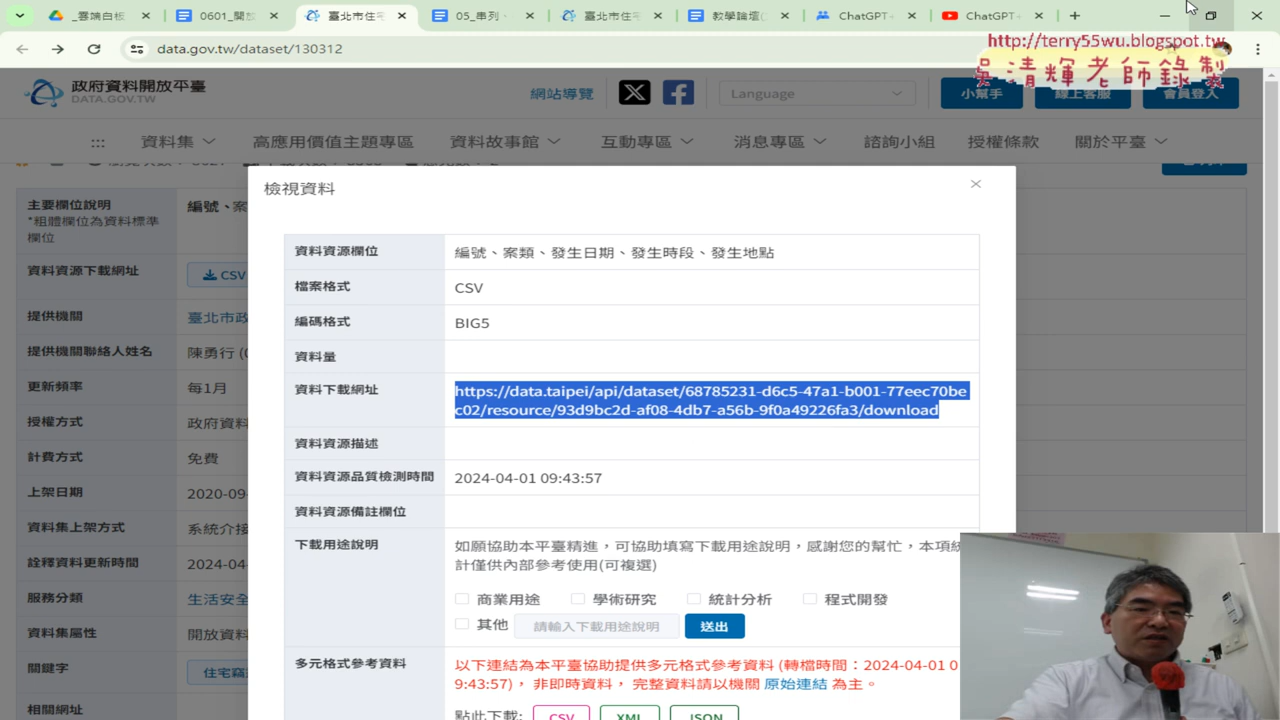 _雲端白板
0601_開放
臺北市住宅
05_串列、
臺北市住宅
教學論壇(
ChatGPT+
ChatGPT+
data.gov.tw/dataset/130312
http://terry55wu.blogspot.tw
吳清輝老師錄製
政府資料開放平臺
DATA.GOV.TW
網站導覽
Language
小幫手
線上客服
會員登入
資料集
高應用價值主題專區
資料故事館
互動專區
消息專區
諮詢小組
授權條款
關於平臺
主要欄位說明
*粗體欄位為資料標準
欄位
編號、案
資料資源下載網址
CSV
提供機關
臺北市政
提供機關聯絡人姓名
陳勇行 (0
更新頻率
每1月
授權方式
政府資料
計費方式
免費
上架日期
2020-09-
資料集上架方式
系統介接
詮釋資料更新時間
2024-04-
服務分類
生活安全
資料集屬性
開放資料
關鍵字
住宅竊
相關網址
檢視資料
資料資源欄位
編號、案類、發生日期、發生時段、發生地點
檔案格式
CSV
編碼格式
BIG5
資料量
資料下載網址
https://data.taipei/api/dataset/68785231-d6c5-47a1-b001-77eec70be
c02/resource/93d9bc2d-af08-4db7-a56b-9f0a49226fa3/download
資料資源描述
資料資源品質檢測時間
2024-04-01 09:43:57
資料資源備註欄位
下載用途說明
如願協助本平臺精進，可協助填寫下載用途說明，感謝您的幫忙，本項統
計僅供內部參考使用(可複選)
商業用途
學術研究
統計分析
程式開發
其他
請輸入下載用途說明
送出
多元格式參考資料
以下連結為本平臺協助提供多元格式參考資料 (轉檔時間：2024-04-01 0
9:43:57)， 非即時資料， 完整資料請以機關 原始連結 為主。
點此下載:
CSV
XML
JSON